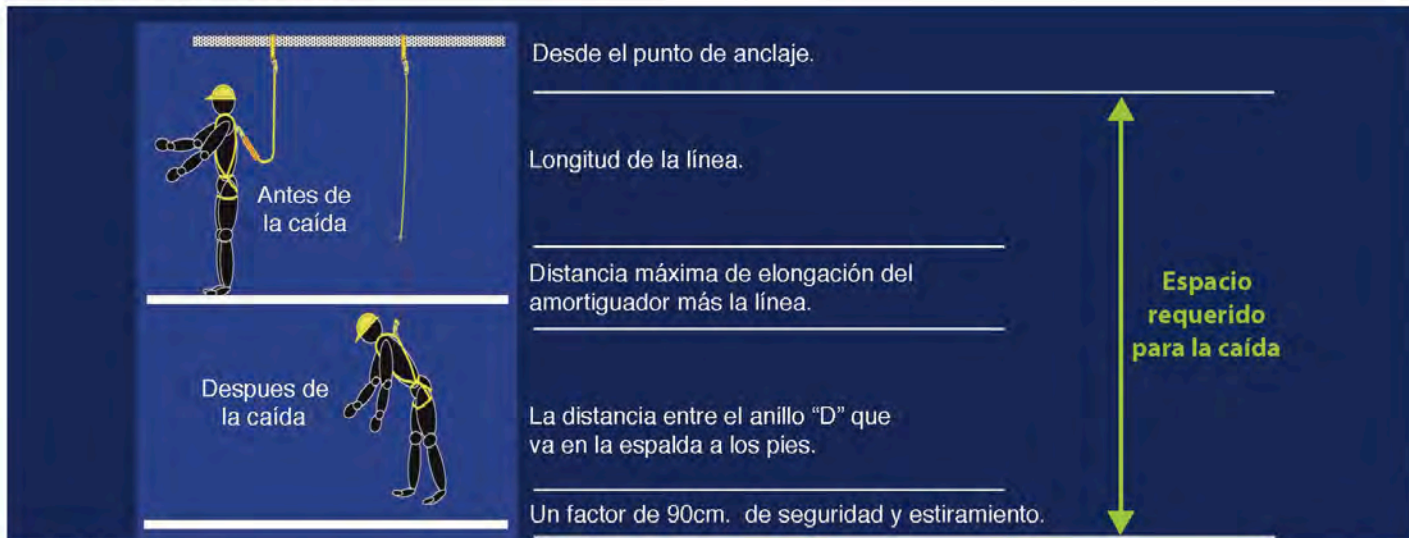 Desde el punto de anclaje.
Longitud de la línea.
Antes de
la caída
Distancia máxima de elongación del
amortiguador más la línea.
Espacio
requerido
para la caída
Despues de
la caída
La distancia entre el anillo “D” que
va en la espalda a los pies.
Un factor de 90cm. de seguridad y estiramiento.